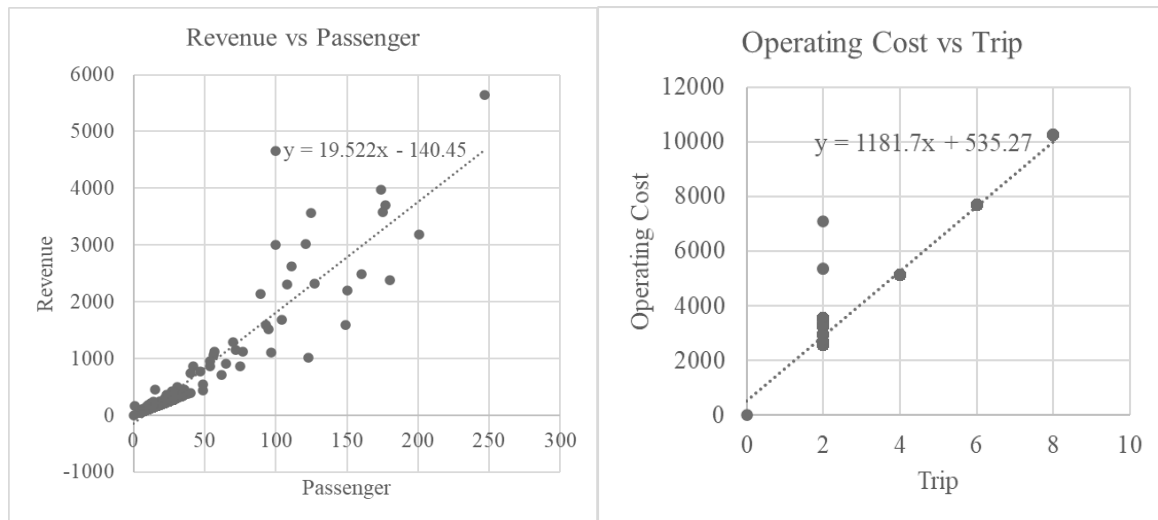 Revenue vs Passenger
6000
5000
y = 19.522x - 140.45
4000
3000
2000
1000
0
-1000
0 50 100 150 200 250 300
Revenue
Passenger
Operating Cost vs Trip
12000
10000
y = 1181.7x + 535.27
8000
6000
4000
2000
0
0 2 4 6 8 10
Operating Cost
Trip